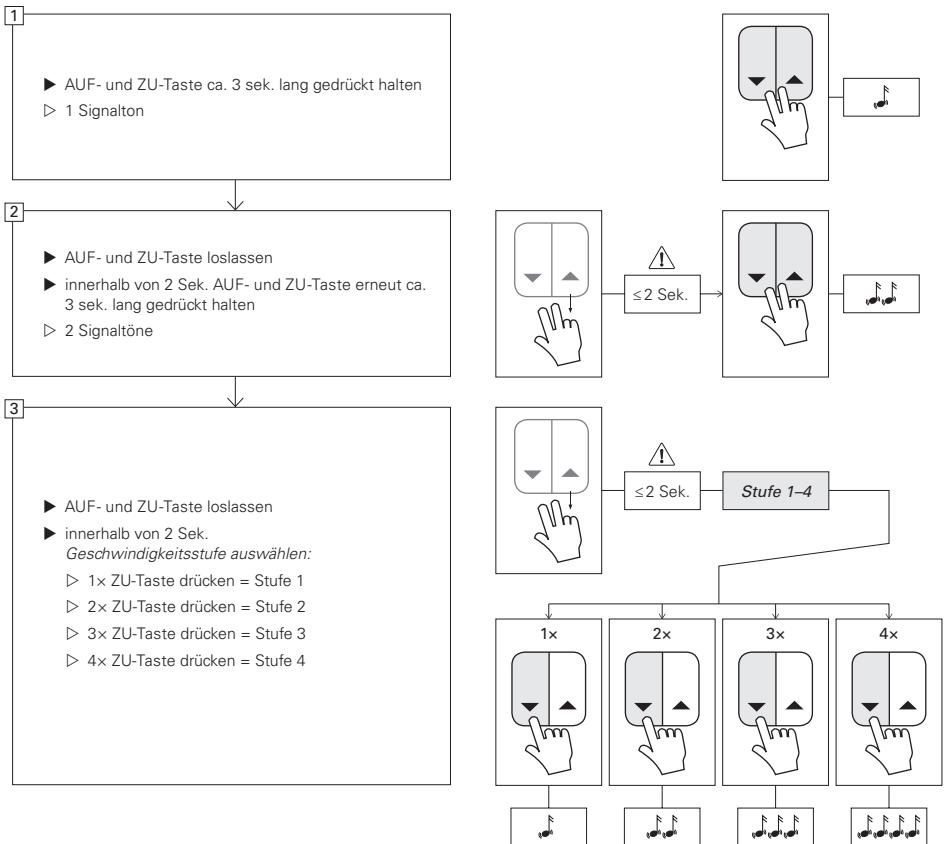 1
▶ AUF- und ZU-Taste ca. 3 sek. lang gedrückt halten
▷ 1 Signalton
2
▶ AUF- und ZU-Taste loslassen
▶ innerhalb von 2 Sek. AUF- und ZU-Taste erneut ca.
3 sek. lang gedrückt halten
▷ 2 Signaltöne
≤2 Sek.
3
▶ AUF- und ZU-Taste loslassen
▶ innerhalb von 2 Sek.
Geschwindigkeitsstufe auswählen:
▷ 1× ZU-Taste drücken = Stufe 1
▷ 2× ZU-Taste drücken = Stufe 2
▷ 3× ZU-Taste drücken = Stufe 3
▷ 4× ZU-Taste drücken = Stufe 4
≤2 Sek.
Stufe 1–4
1×
2×
3×
4×